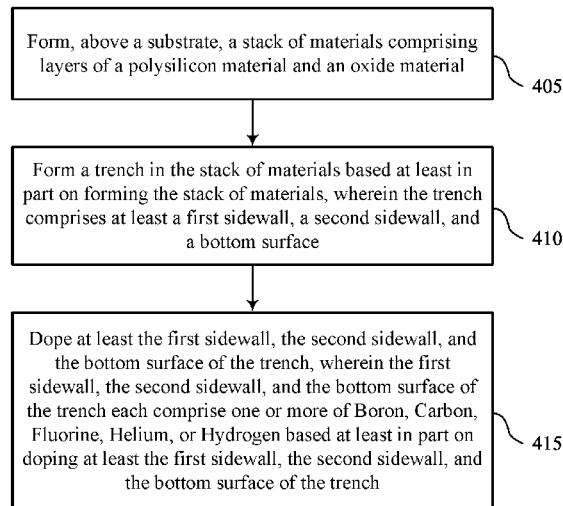 Form, above a substrate, a stack of materials comprising
layers of a polysilicon material and an oxide material
405
Form a trench in the stack of materials based at least in
part on forming the stack of materials, wherein the trench
comprises at least a first sidewall, a second sidewall, and
a bottom surface
410
Dope at least the first sidewall, the second sidewall, and
the bottom surface of the trench, wherein the first
sidewall, the second sidewall, and the bottom surface of
the trench each comprise one or more of Boron, Carbon,
Fluorine, Helium, or Hydrogen based at least in part on
doping at least the first sidewall, the second sidewall, and
the bottom surface of the trench
415